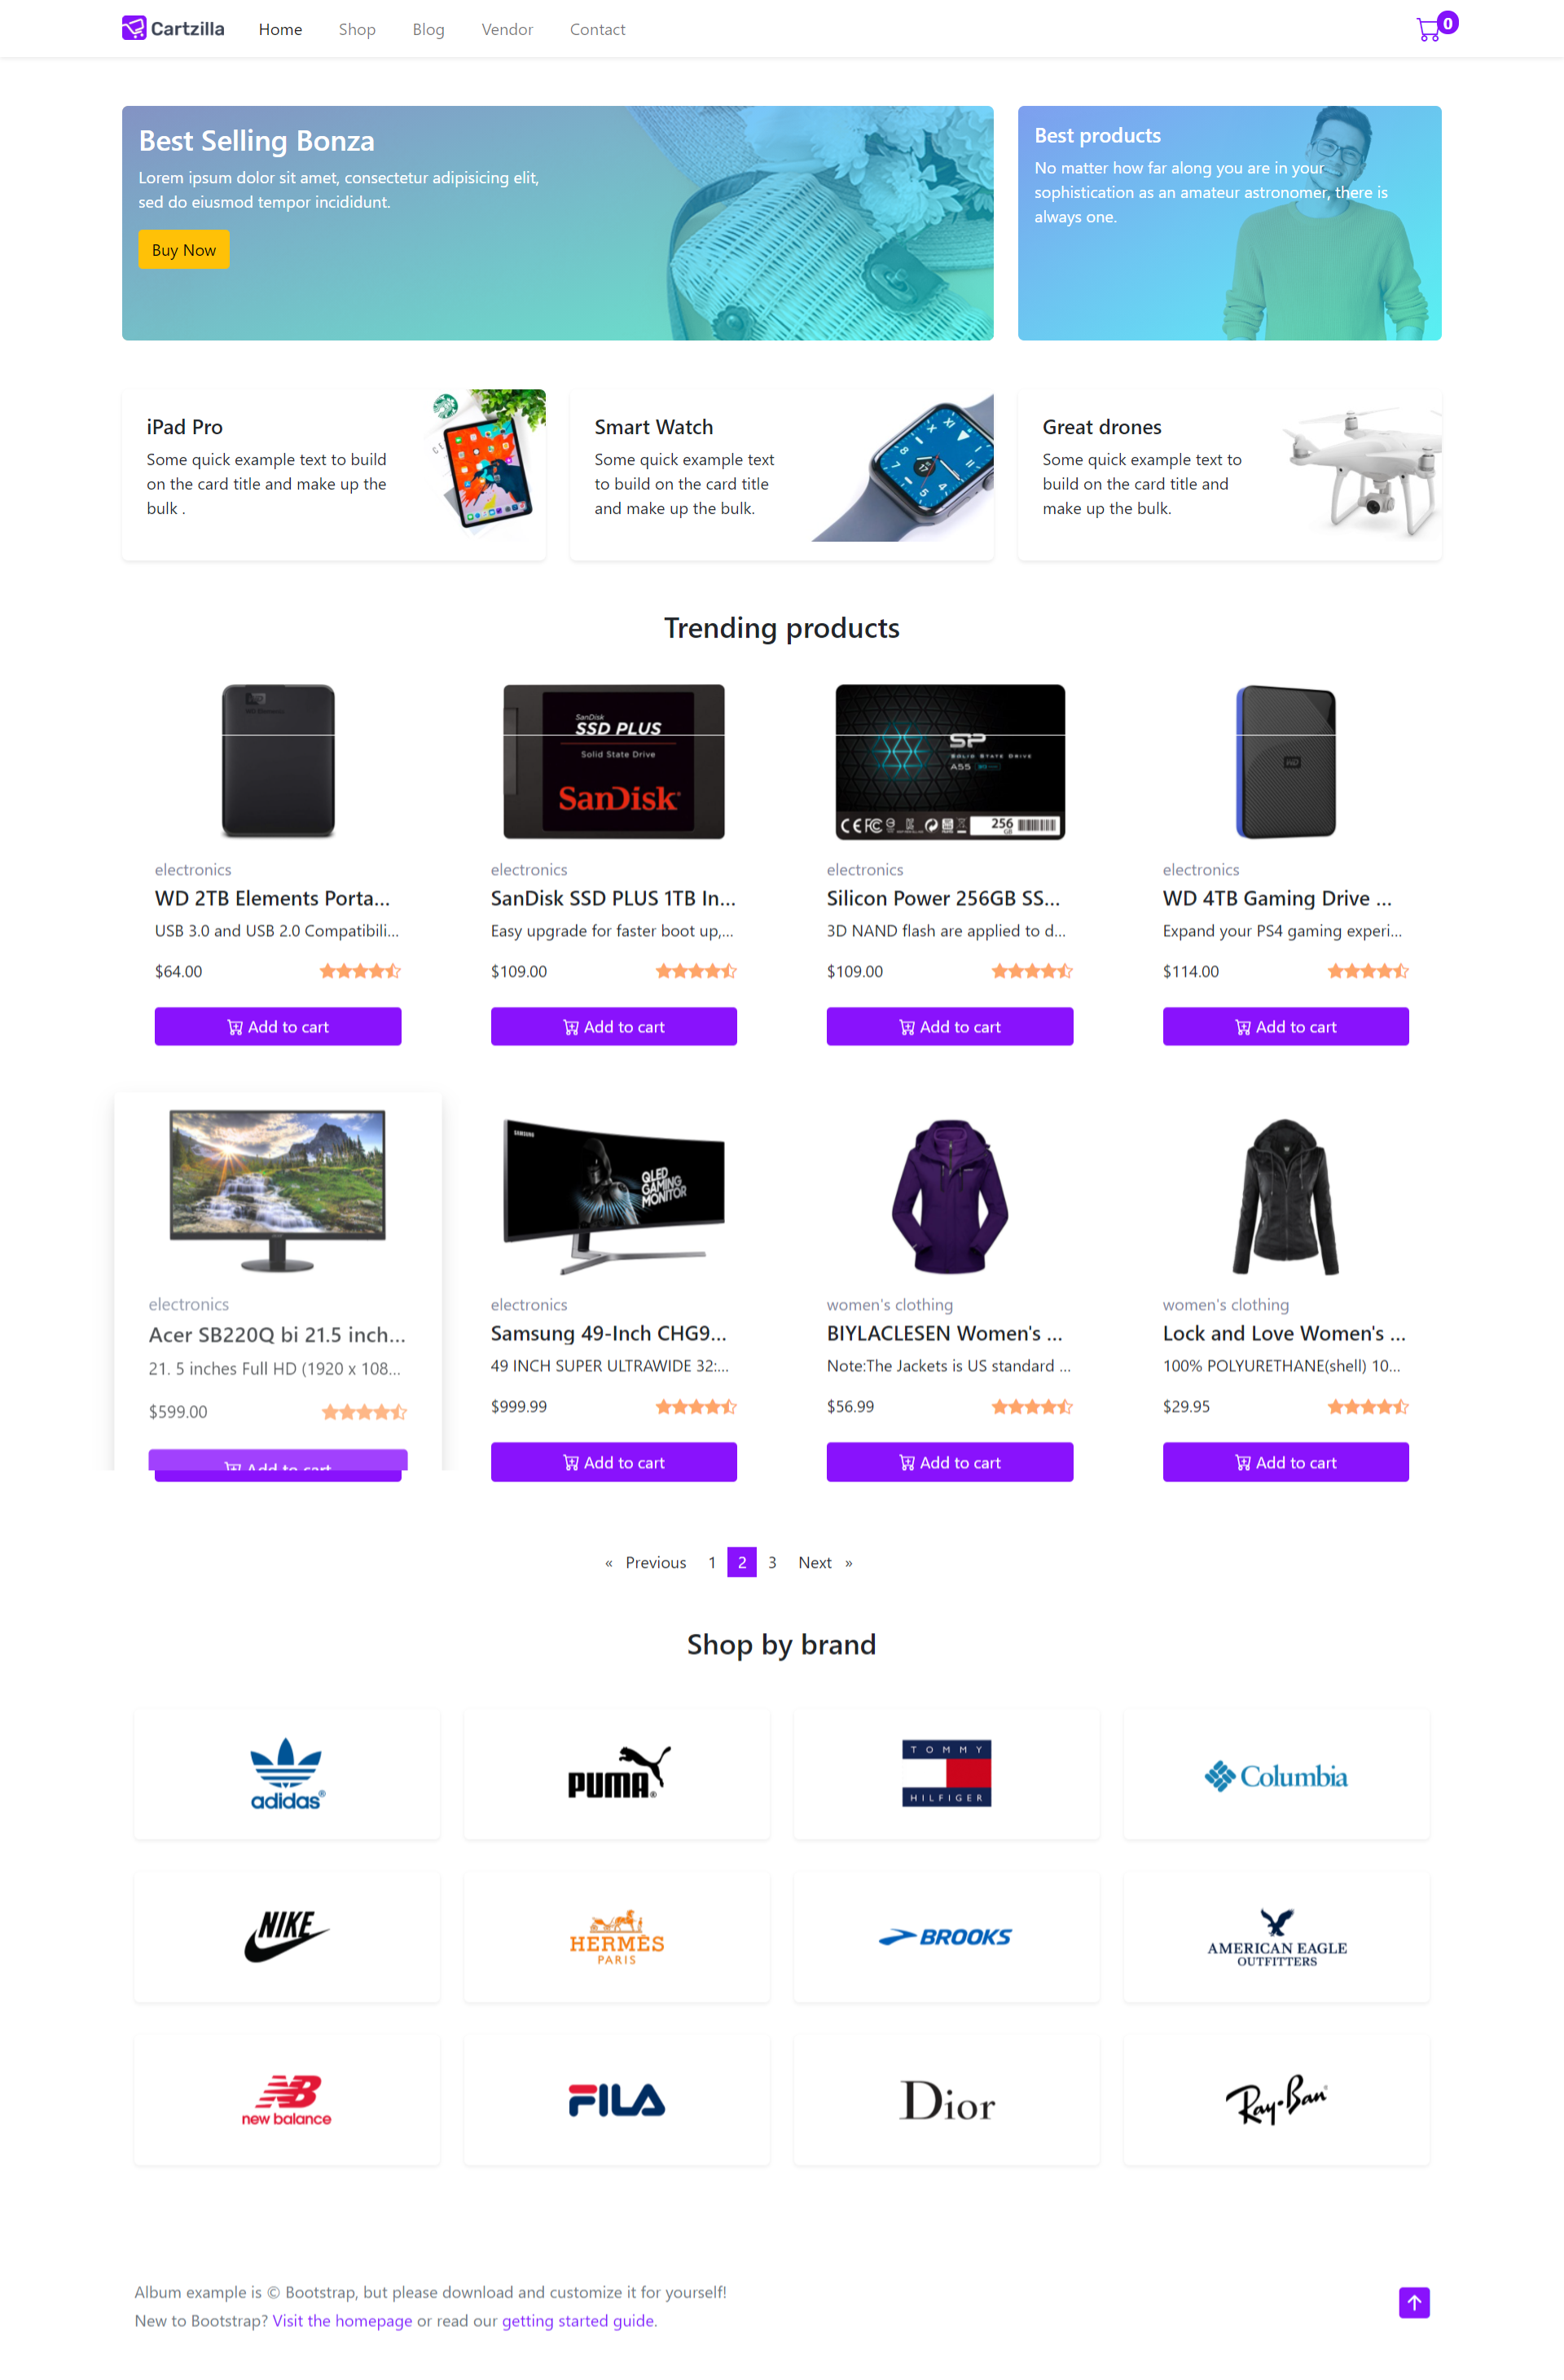 Cartzilla
Home
Shop
Blog
Vendor
Contact
0
Best Selling Bonza
Lorem ipsum dolor sit amet, consectetur adipisicing elit,
sed do eiusmod tempor incididunt.
Buy Now
Best products
No matter how far along you are in your
sophistication as an amateur astronomer, there is
always one.
iPad Pro
Some quick example text to build
on the card title and make up the
bulk .
Smart Watch
Some quick example text
to build on the card title
and make up the bulk.
Great drones
Some quick example text to
build on the card title and
make up the bulk.
Trending products
SanDisk
SSD PLUS
Solid State Drive
SanDisk
SP
SOLID STATE DRIVE
A55
256
GB
WD
electronics
WD 2TB Elements Porta...
USB 3.0 and USB 2.0 Compatibili...
$64.00
Add to cart
electronics
SanDisk SSD PLUS 1TB In...
Easy upgrade for faster boot up,...
$109.00
Add to cart
electronics
Silicon Power 256GB SS...
3D NAND flash are applied to d...
$109.00
Add to cart
electronics
WD 4TB Gaming Drive ...
Expand your PS4 gaming experi...
$114.00
Add to cart
electronics
Acer SB220Q bi 21.5 inch...
21. 5 inches Full HD (1920 x 108...
$599.00
Add to cart
SAMSUNG
QLED
GAMING
MONITOR
electronics
Samsung 49-Inch CHG9...
49 INCH SUPER ULTRAWIDE 32:...
$999.99
Add to cart
women's clothing
BIYLACLESEN Women's ...
Note:The Jackets is US standard ...
$56.99
Add to cart
women's clothing
Lock and Love Women's ...
100% POLYURETHANE(shell) 10...
$29.95
Add to cart
« Previous 1 2 3 Next »
Shop by brand
adidas®
PUMA®
TOMMY
HILFIGER
Columbia
NIKE
HERMÈS
PARIS
BROOKS
AMERICAN EAGLE
OUTFITTERS
NB
new balance
FILA
Dior
Ray-Ban
Album example is © Bootstrap, but please download and customize it for yourself!
New to Bootstrap? Visit the homepage or read our getting started guide.